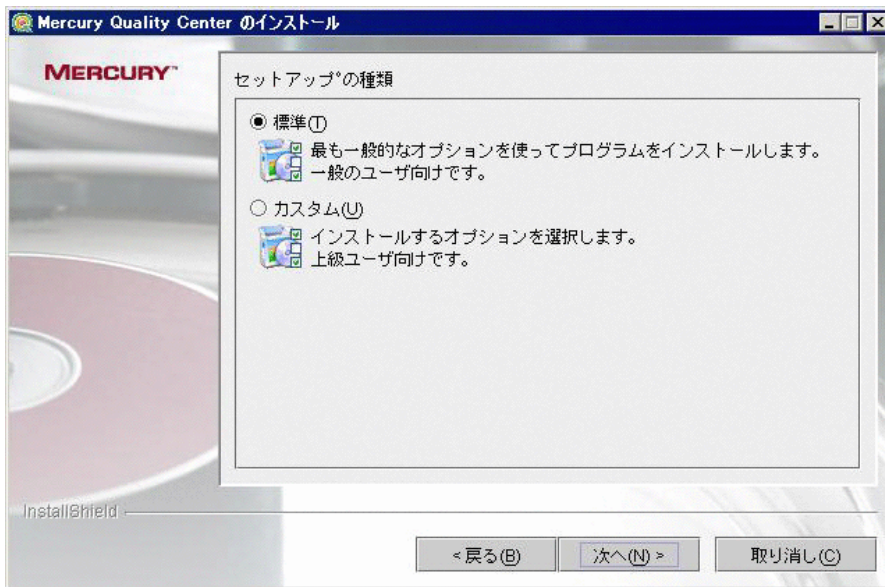 Mercury Quality Center のインストール
MERCURY™
セットアップの種類
標準(T)
最も一般的なオプションを使ってプログラムをインストールします。
一般のユーザ向けです。
カスタム(U)
インストールするオプションを選択します。
上級ユーザ向けです。
InstallShield
<戻る(B)
次へ(N) >
取り消し(C)